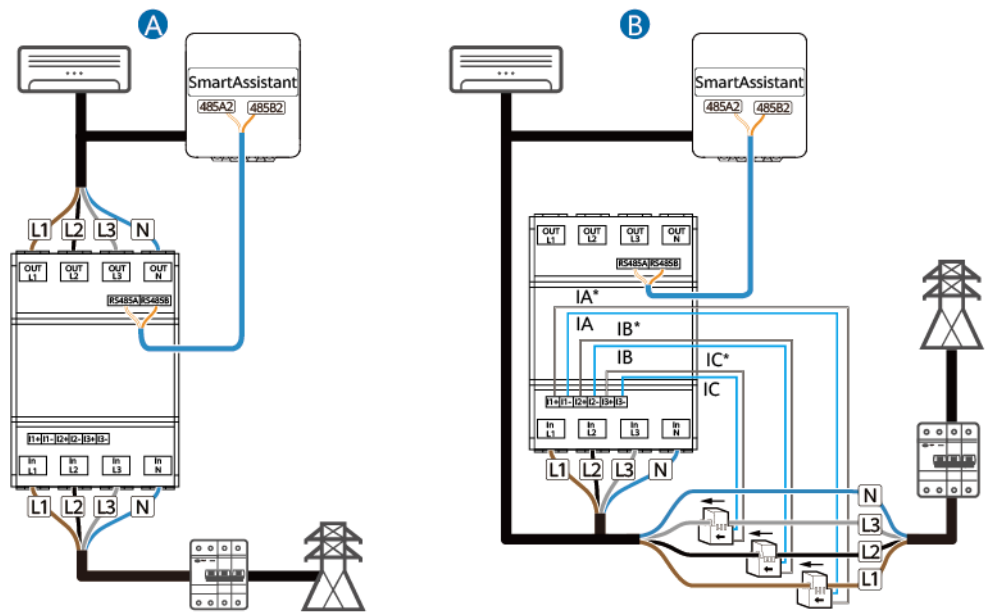 A
SmartAssistant
485A2 485B2
L1 L2 L3 N
OUT L1 OUT L2 OUT L3 OUT N
RS485A RS485B
I1+ I1- I2+ I2- I3+ I3-
In L1 In L2 In L3 In N
L1 L2 L3 N
B
SmartAssistant
485A2 485B2
OUT L1 OUT L2 OUT L3 OUT N
RS485A RS485B
IA*
IA
IB*
IB
IC*
IC
I1+ I1- I2+ I2- I3+ I3-
In L1 In L2 In L3 In N
L1 L2 L3 N
N
L3
L2
L1